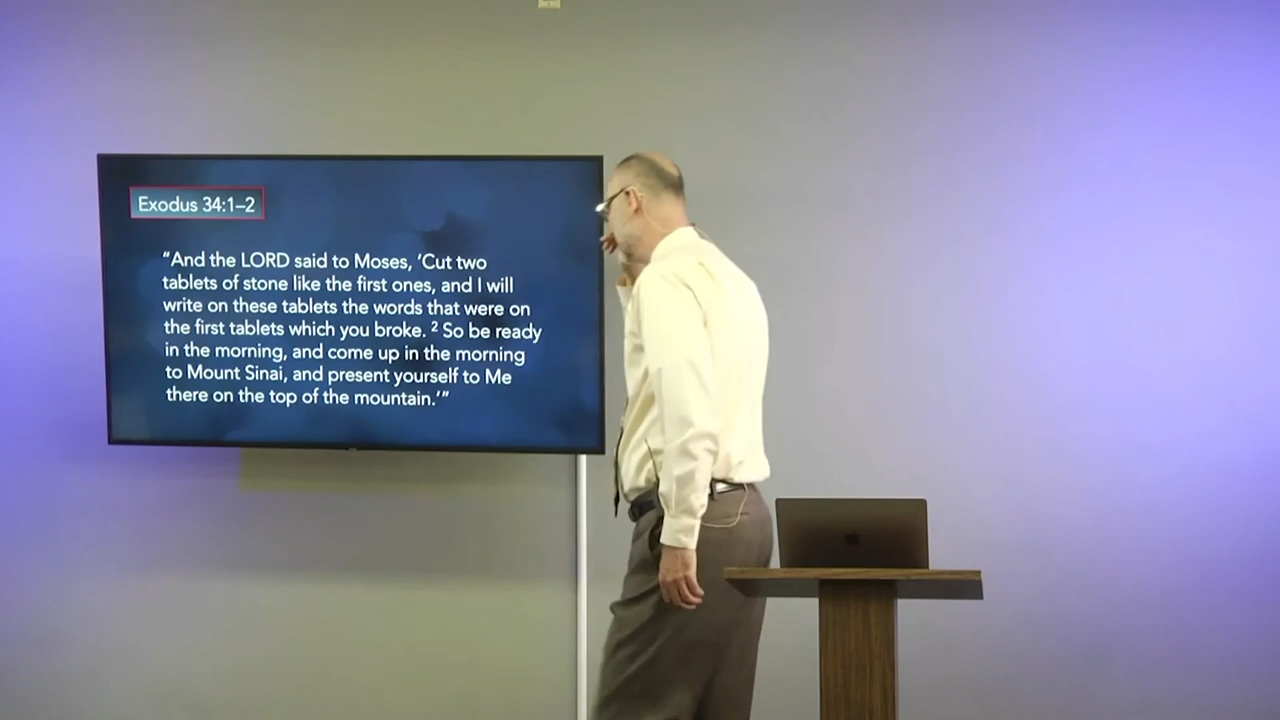 Exodus 34:1–2
“And the LORD said to Moses, ‘Cut two
tablets of stone like the first ones, and I will
write on these tablets the words that were on
the first tablets which you broke. ² So be ready
in the morning, and come up in the morning
to Mount Sinai, and present yourself to Me
there on the top of the mountain.’”